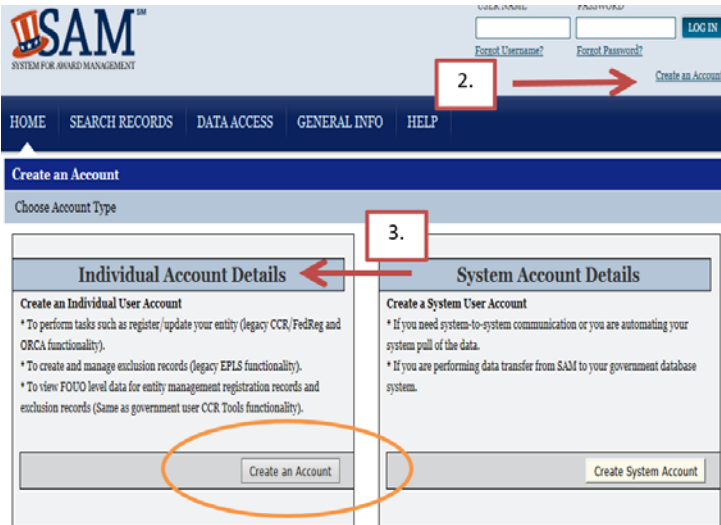 USER NAME PASSWORD
SAM SM
SYSTEM FOR AWARD MANAGEMENT
LOG IN
Forgot Username? Forgot Password?
2.
Create an Account
HOME SEARCH RECORDS DATA ACCESS GENERAL INFO HELP
Create an Account
Choose Account Type
3.
Individual Account Details
Create an Individual User Account
* To perform tasks such as register/update your entity (legacy CCR/FedReg and
ORCA functionality).
* To create and manage exclusion records (legacy EPLS functionality).
* To view FOUO level data for entity management registration records and
exclusion records (Same as government user CCR Tools functionality).
Create an Account
System Account Details
Create a System User Account
* If you need system-to-system communication or you are automating your
system pull of the data.
* If you are performing data transfer from SAM to your government database
system.
Create System Account